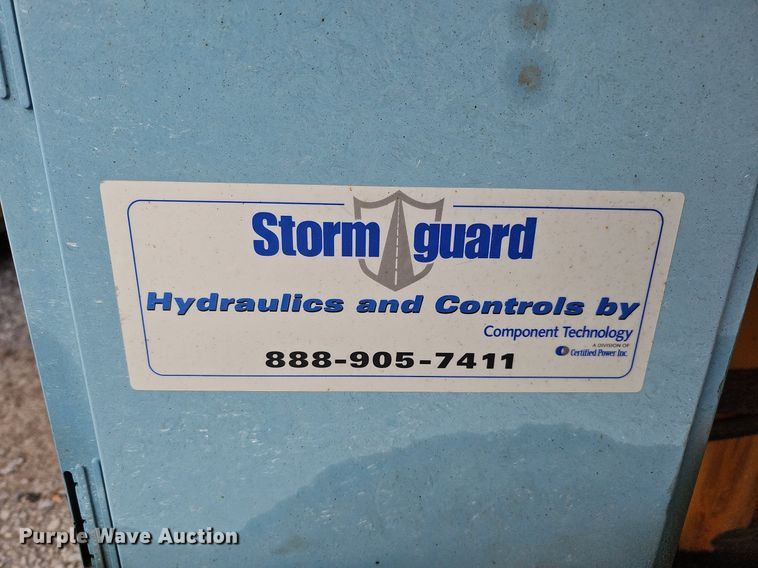 Storm guard
Hydraulics and Controls by
Component Technology
A DIVISION OF
Certified Power Inc.
888-905-7411
Purple Wave Auction